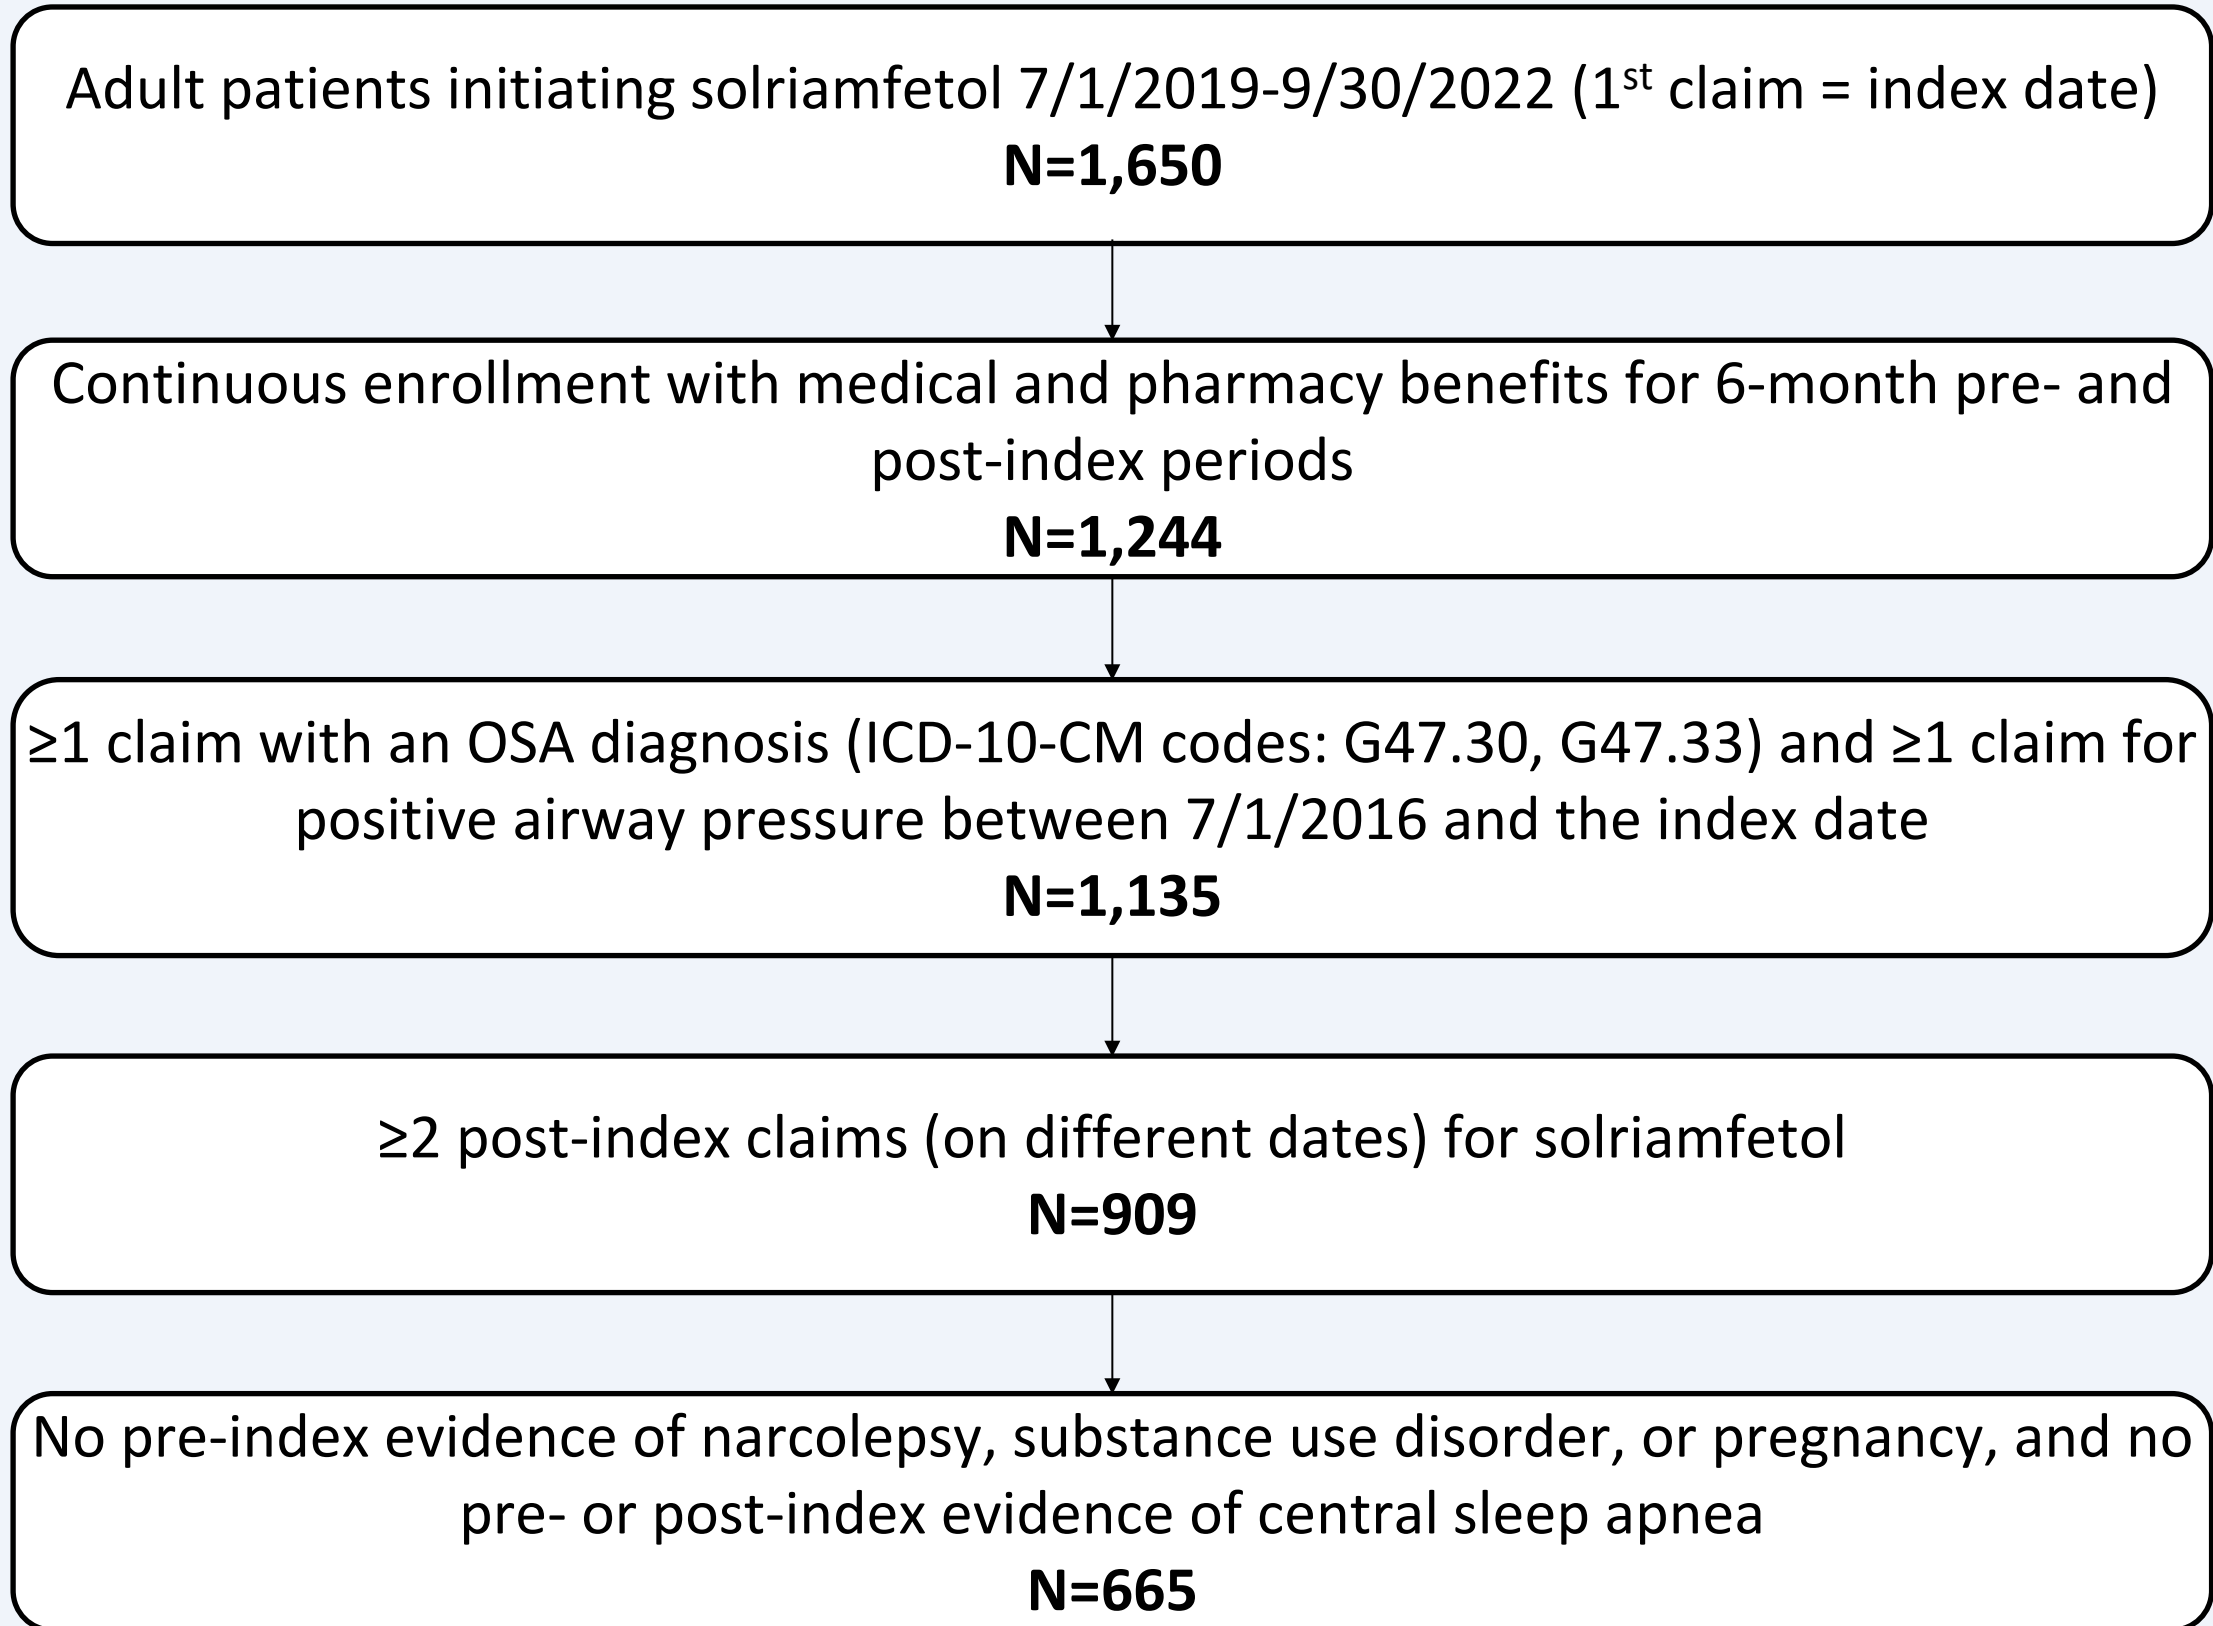 Adult patients initiating solriamfetol 7/1/2019-9/30/2022 (1st claim = index date)
N=1,650
Continuous enrollment with medical and pharmacy benefits for 6-month pre- and
post-index periods
N=1,244
≥1 claim with an OSA diagnosis (ICD-10-CM codes: G47.30, G47.33) and ≥1 claim for
positive airway pressure between 7/1/2016 and the index date
N=1,135
≥2 post-index claims (on different dates) for solriamfetol
N=909
No pre-index evidence of narcolepsy, substance use disorder, or pregnancy, and no
pre- or post-index evidence of central sleep apnea
N=665